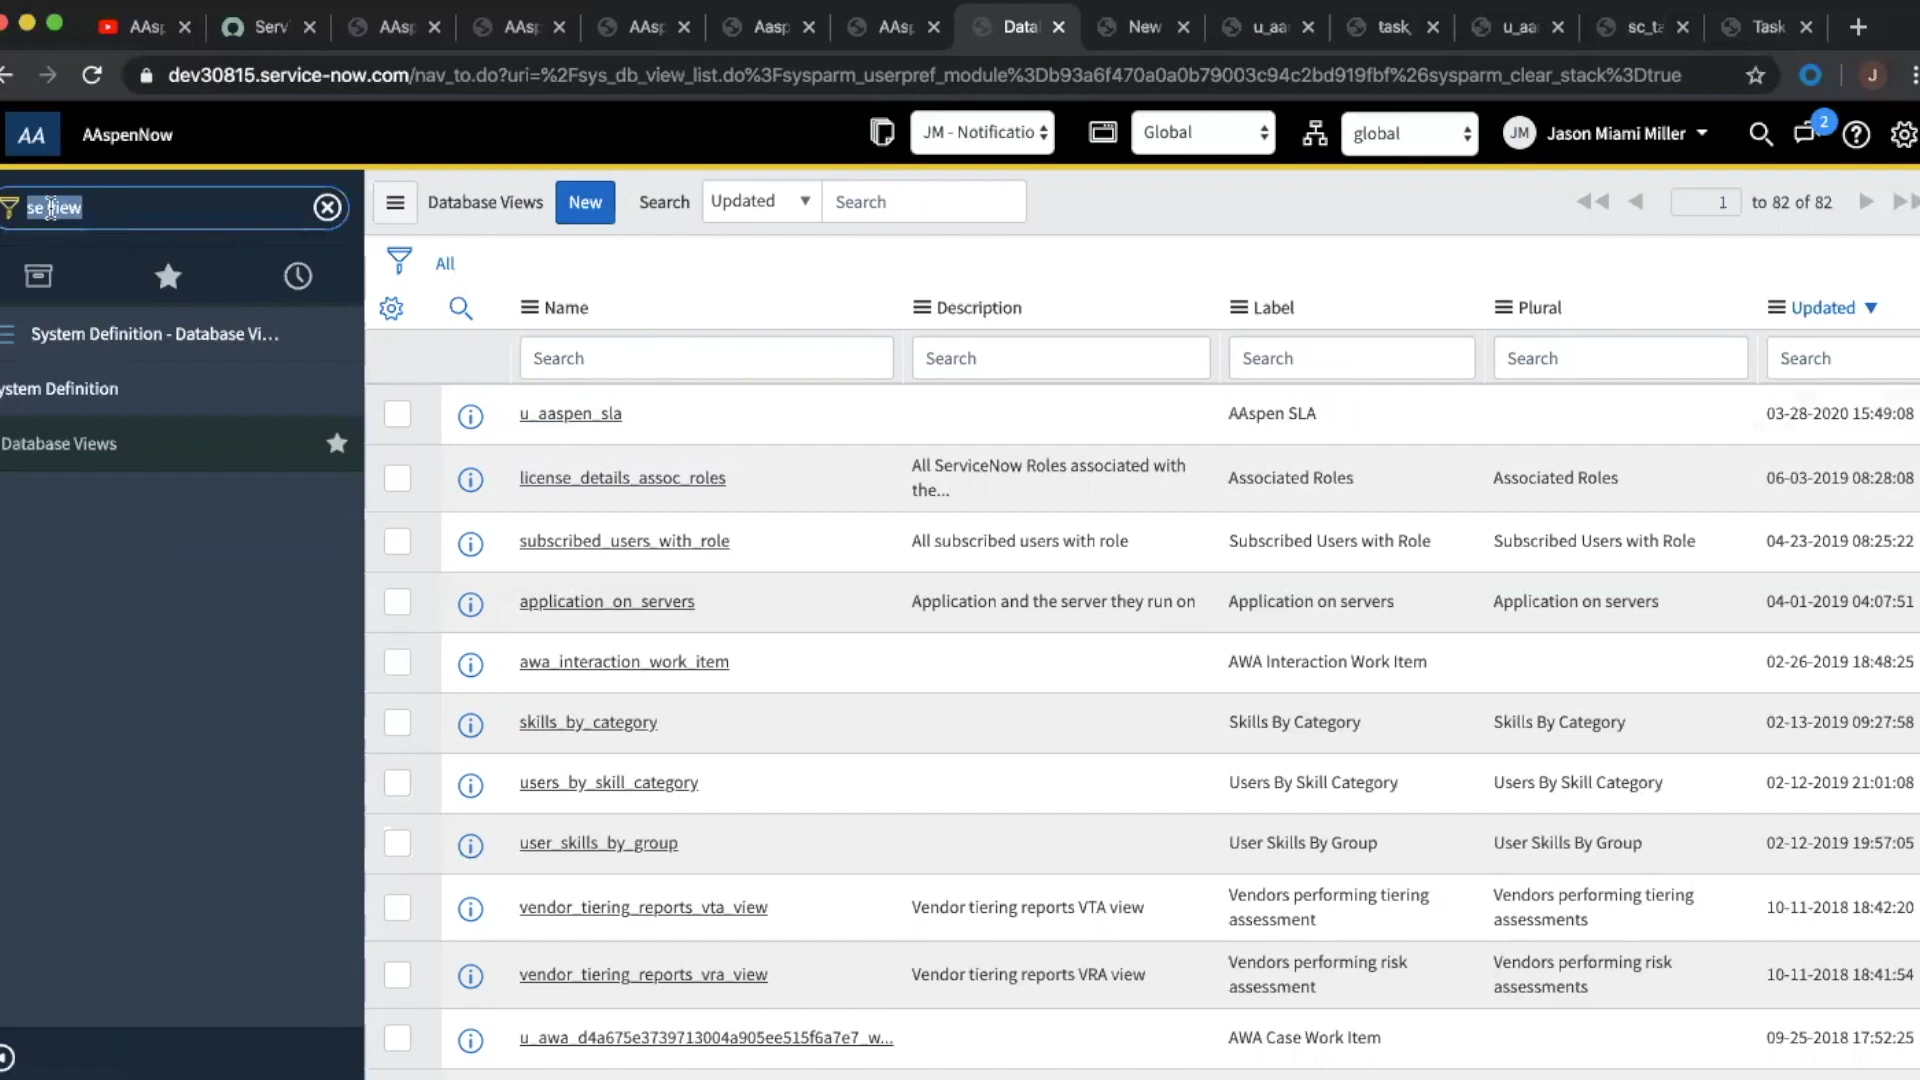 AAsp Serv AAsp AAsp AAsp Aasp AAsp Data New u_aa task_ u_aa sc_ta Task
dev30815.service-now.com/nav_to.do?uri=%2Fsys_db_view_list.do%3Fsysparm_userpref_module%3Db93a6f470a0a0b79003c94c2bd919fbf%26sysparm_clear_stack%3Dtrue J
AA AAspenNow JM - Notificatio Global global JM Jason Miami Miller 2
se view
Database Views New Search Updated Search 1 to 82 of 82
All
Name Description Label Plural Updated
Search Search Search Search Search
System Definition - Database Vi...
ystem Definition
Database Views
u_aaspen_sla AAspen SLA 03-28-2020 15:49:08
license_details_assoc_roles All ServiceNow Roles associated with Associated Roles Associated Roles 06-03-2019 08:28:08
the...
subscribed_users_with_role All subscribed users with role Subscribed Users with Role Subscribed Users with Role 04-23-2019 08:25:22
application_on_servers Application and the server they run on Application on servers Application on servers 04-01-2019 04:07:51
awa_interaction_work_item AWA Interaction Work Item 02-26-2019 18:48:25
skills_by_category Skills By Category Skills By Category 02-13-2019 09:27:58
users_by_skill_category Users By Skill Category Users By Skill Category 02-12-2019 21:01:08
user_skills_by_group User Skills By Group User Skills By Group 02-12-2019 19:57:05
vendor_tiering_reports_vta_view Vendor tiering reports VTA view Vendors performing tiering Vendors performing tiering 10-11-2018 18:42:20
assessment assessments
vendor_tiering_reports_vra_view Vendor tiering reports VRA view Vendors performing risk Vendors performing risk 10-11-2018 18:41:54
assessment assessments
u_awa_d4a675e3739713004a905ee515f6a7e7_w... AWA Case Work Item 09-25-2018 17:52:25